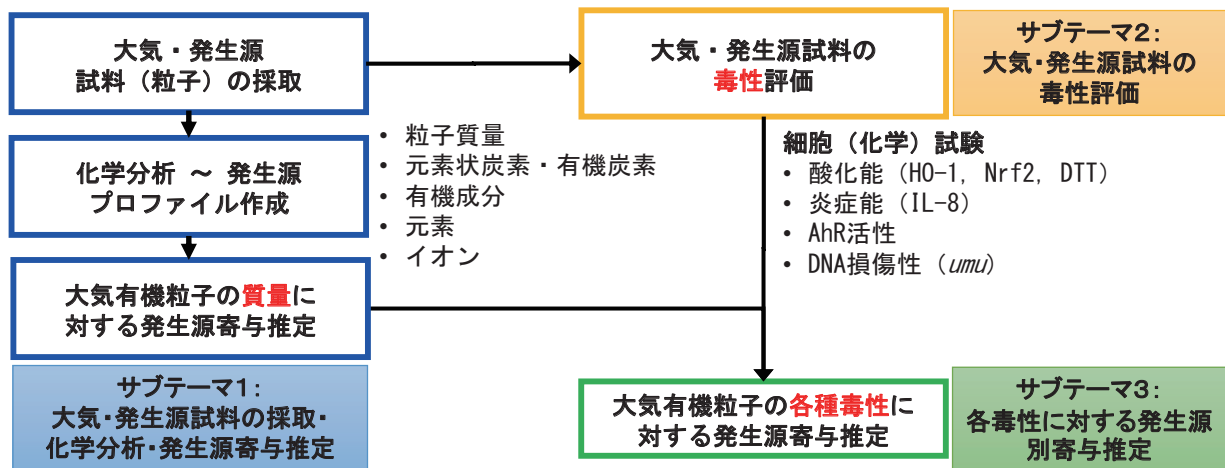 大気・発生源
試料（粒子）の採取
大気・発生源試料の
毒性評価
サブテーマ2：
大気・発生源試料の
毒性評価
化学分析 ～ 発生源
プロファイル作成
• 粒子質量
• 元素状炭素・有機炭素
• 有機成分
• 元素
• イオン
細胞（化学）試験
• 酸化能（HO-1, Nrf2, DTT）
• 炎症能（IL-8）
• AhR活性
• DNA損傷性（umu）
大気有機粒子の質量に
対する発生源寄与推定
サブテーマ1：
大気・発生源試料の採取・
化学分析・発生源寄与推定
大気有機粒子の各種毒性に
対する発生源寄与推定
サブテーマ3：
各毒性に対する発生源
別寄与推定